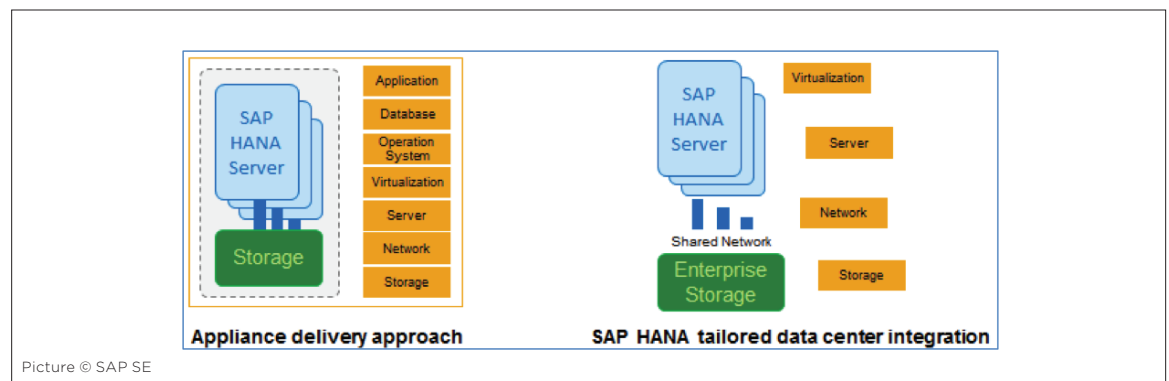 SAP
HANA
Server
Storage
Application
Database
Operation
System
Virtualization
Server
Network
Storage
Appliance delivery approach
SAP
HANA
Server
Shared Network
Enterprise
Storage
Virtualization
Server
Network
Storage
SAP HANA tailored data center integration
Picture © SAP SE